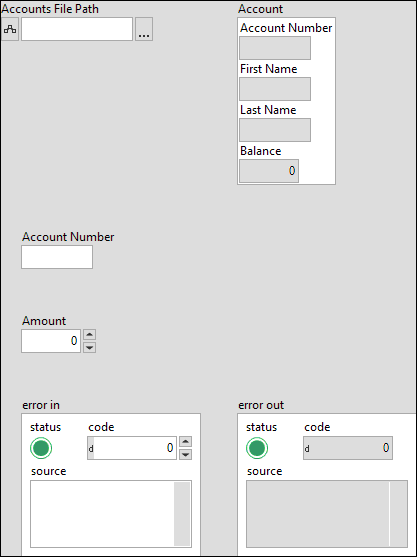 Accounts File Path
...
Account
Account Number
First Name
Last Name
Balance
0
Account Number
Amount
0
error in
status
code
d
0
source
error out
status
code
d
0
source